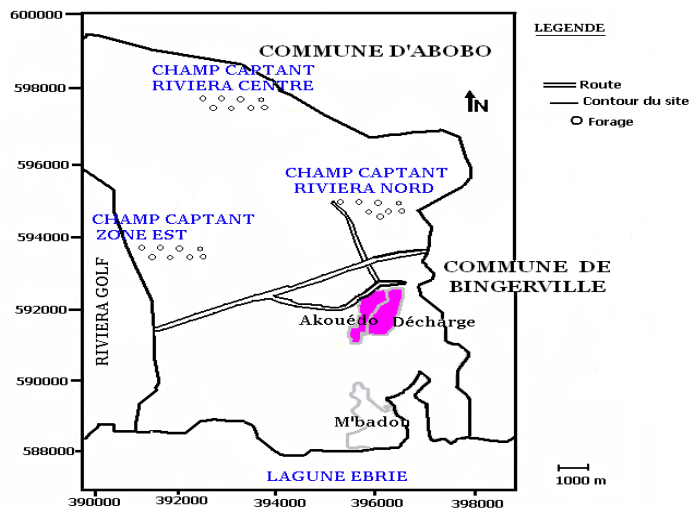 600000
598000
596000
594000
592000
590000
588000
390000
392000
394000
396000
398000
COMMUNE D'ABOBO
CHAMP CAPTANT
RIVIERA CENTRE
N
CHAMP CAPTANT
RIVIERA NORD
CHAMP CAPTANT
ZONE EST
COMMUNE DE
BINGERVILLE
RIVIERA GOLF
Akouédo
Décharge
M'badon
LAGUNE EBRIE
LEGENDE
Route
Contour du site
Forage
1000 m